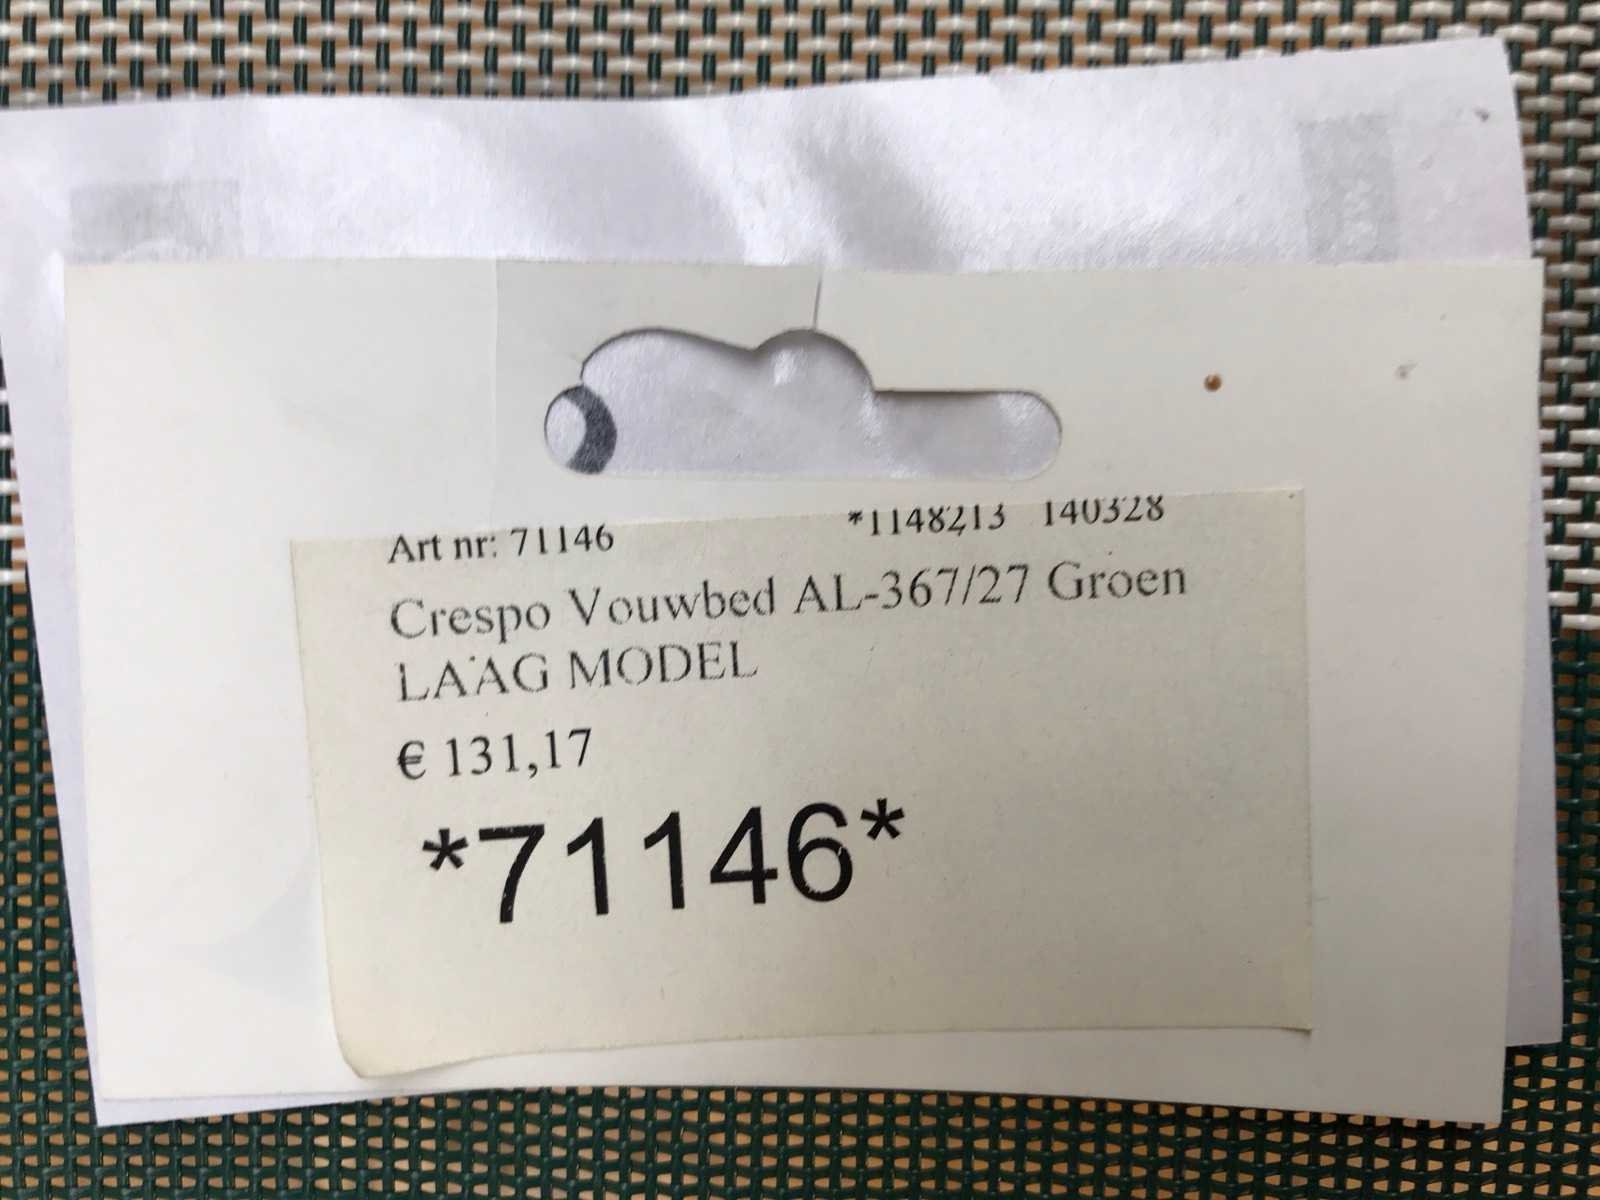 Art nr: 71146 *1148213 140328
Crespo Vouwbed AL-367/27 Groen
LAAG MODEL
€ 131,17
*71146*